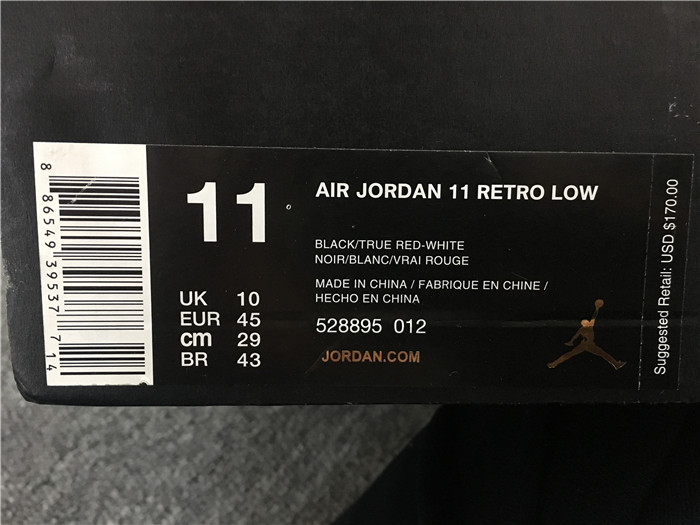 8 86549 39537 7 14
11
AIR JORDAN 11 RETRO LOW
BLACK/TRUE RED-WHITE
NOIR/BLANC/VRAI ROUGE
MADE IN CHINA / FABRIQUE EN CHINE /
HECHO EN CHINA
UK 10
EUR 45
cm 29
BR 43
528895 012
JORDAN.COM
Suggested Retail: USD $170.00